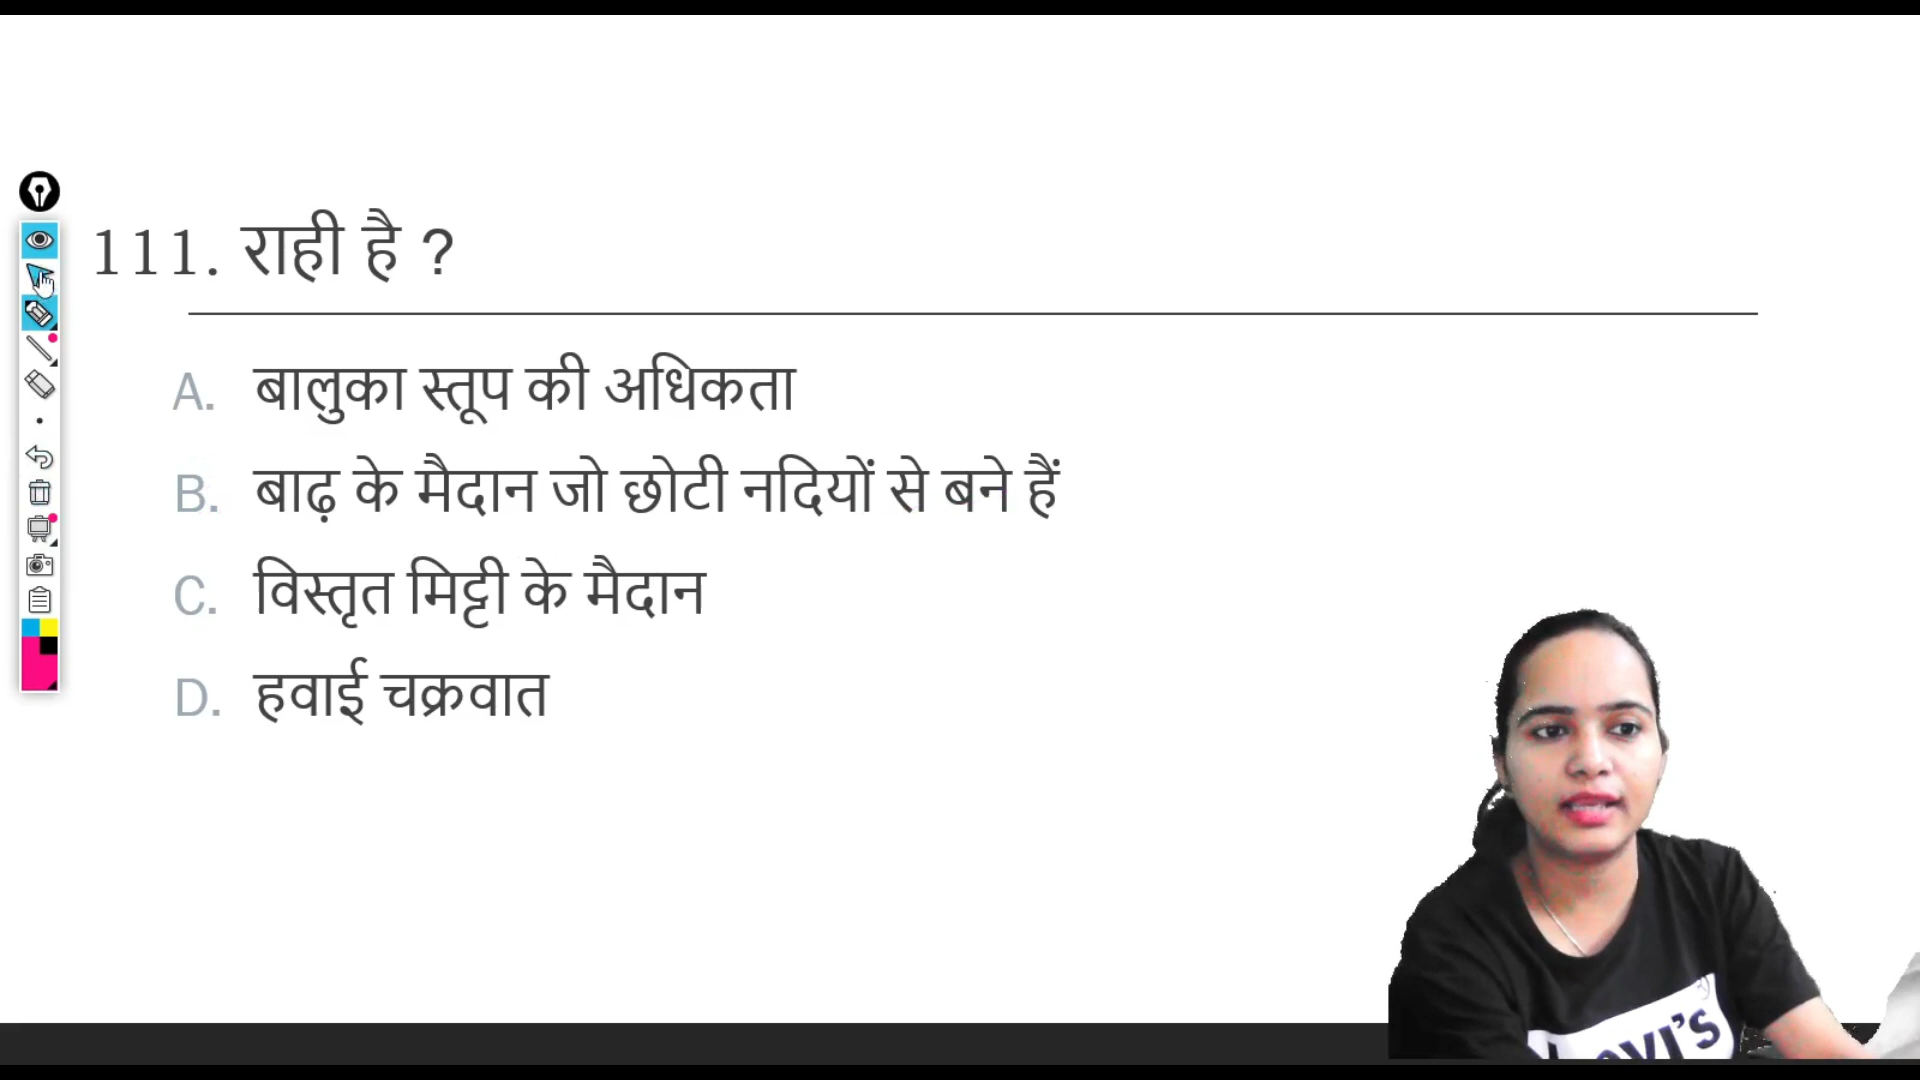 111. राही है ?
A. बालुका स्तूप की अधिकता
B. बाढ़ के मैदान जो छोटी नदियों से बने हैं
C. विस्तृत मिट्टी के मैदान
D. हवाई चक्रवात